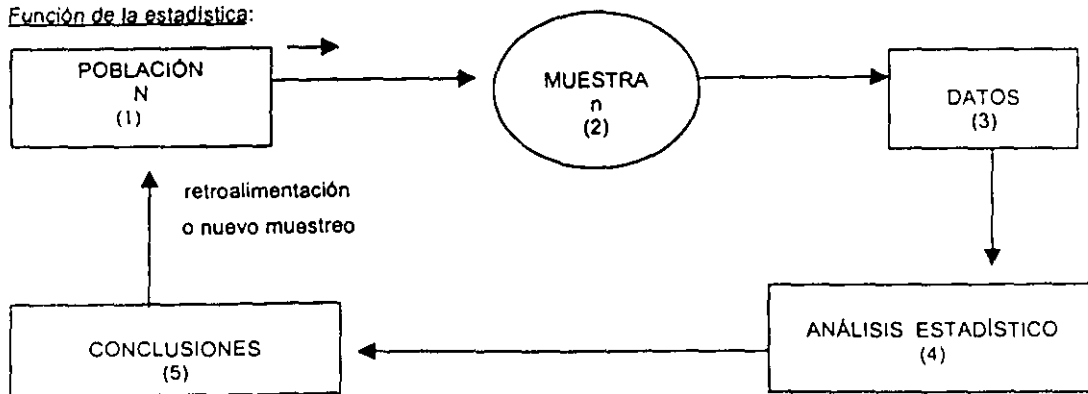 Función de la estadística:
POBLACIÓN
N
(1)
MUESTRA
n
(2)
DATOS
(3)
retroalimentación
o nuevo muestreo
ANÁLISIS ESTADÍSTICO
(4)
CONCLUSIONES
(5)